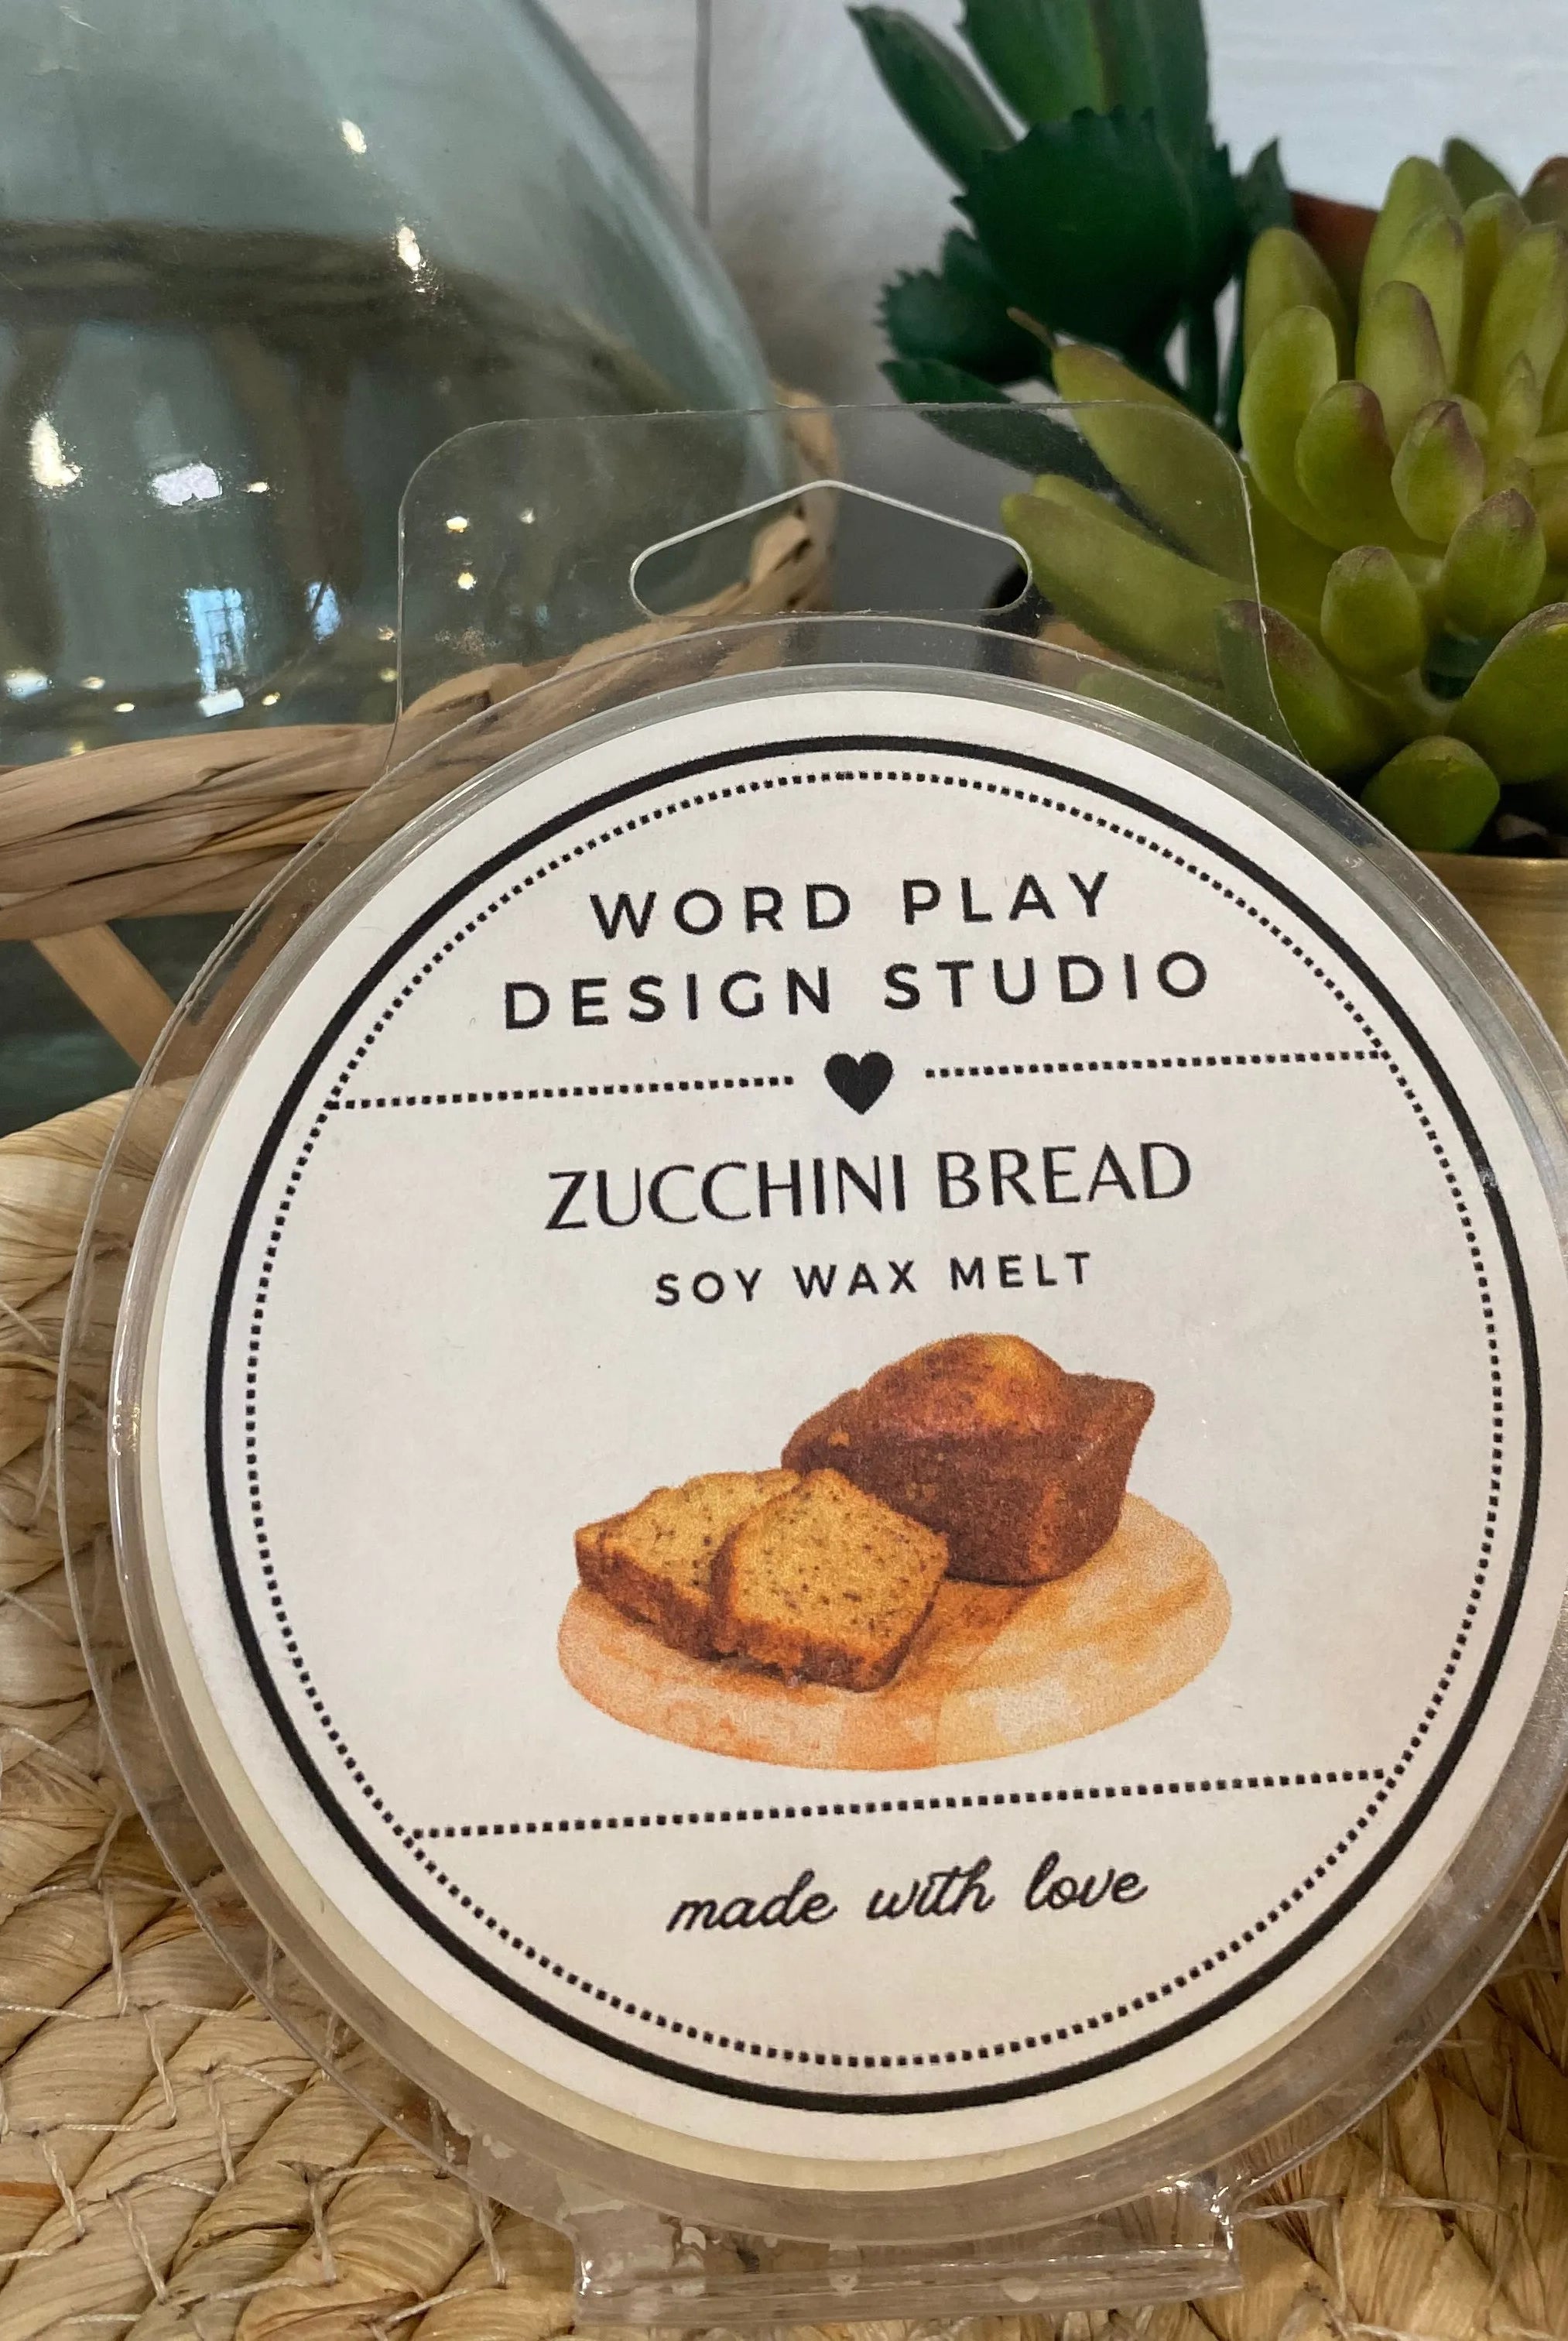 WORD PLAY
DESIGN STUDIO
ZUCCHINI BREAD
SOY WAX MELT
made with love